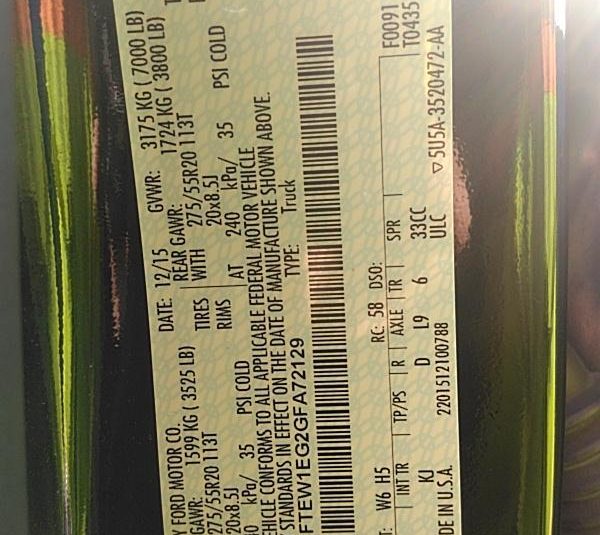 Y FORD MOTOR CO. DATE: 12/15 GVWR: 3175 KG ( 7000 LB)
GAWR: 1599 KG ( 3525 LB) REAR GAWR: 1724 KG ( 3800 LB)
275/55R20 113T TIRES WITH 275/55R20 113T
20x8.5J RIMS 20x8.5J
kPa/ 35 PSI COLD AT 240 kPa/ 35 PSI COLD
EHICLE CONFORMS TO ALL APPLICABLE FEDERAL MOTOR VEHICLE
Y STANDARDS IN EFFECT ON THE DATE OF MANUFACTURE SHOWN ABOVE.
FTEW1EG2GFA72129 TYPE: Truck
F0091
T0435
T: W6 H5 RC: 58 DSO:
INT TR TP/PS R AXLE TR SPR
KJ D L9 6 33CC
DE IN U.S.A. 2201512100788 ULC
▽5U5A-3520472-AA